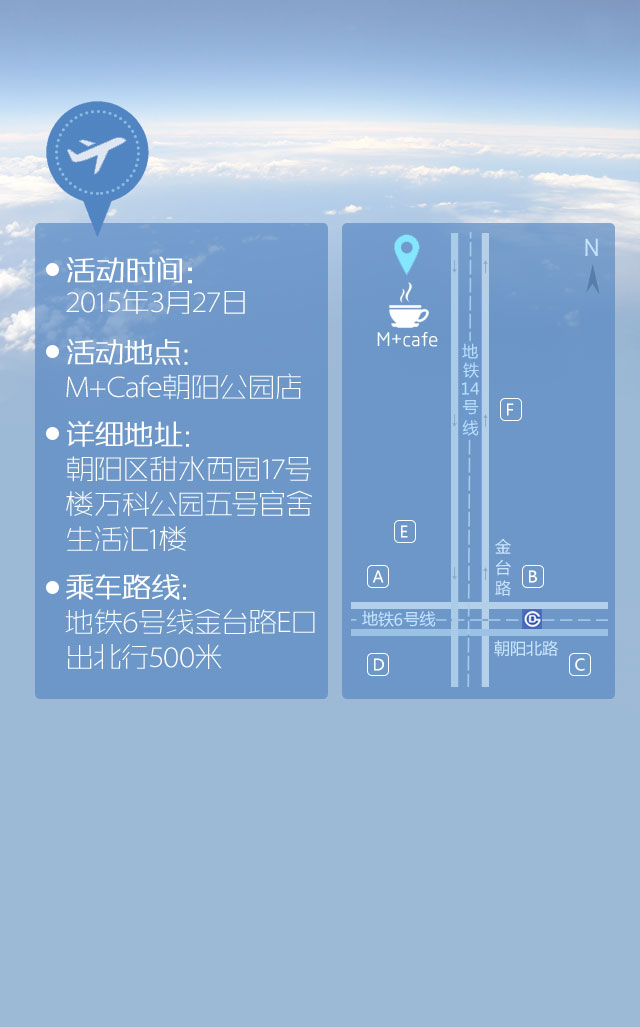 活动时间:
2015年3月27日
活动地点:
M+Cafe朝阳公园店
详细地址:
朝阳区甜水西园17号
楼万科公园五号官舍
生活汇1楼
乘车路线:
地铁6号线金台路E口
出北行500米
N
M+cafe
地铁14号线
F
E
金台路
A
B
地铁6号线
朝阳北路
D
C